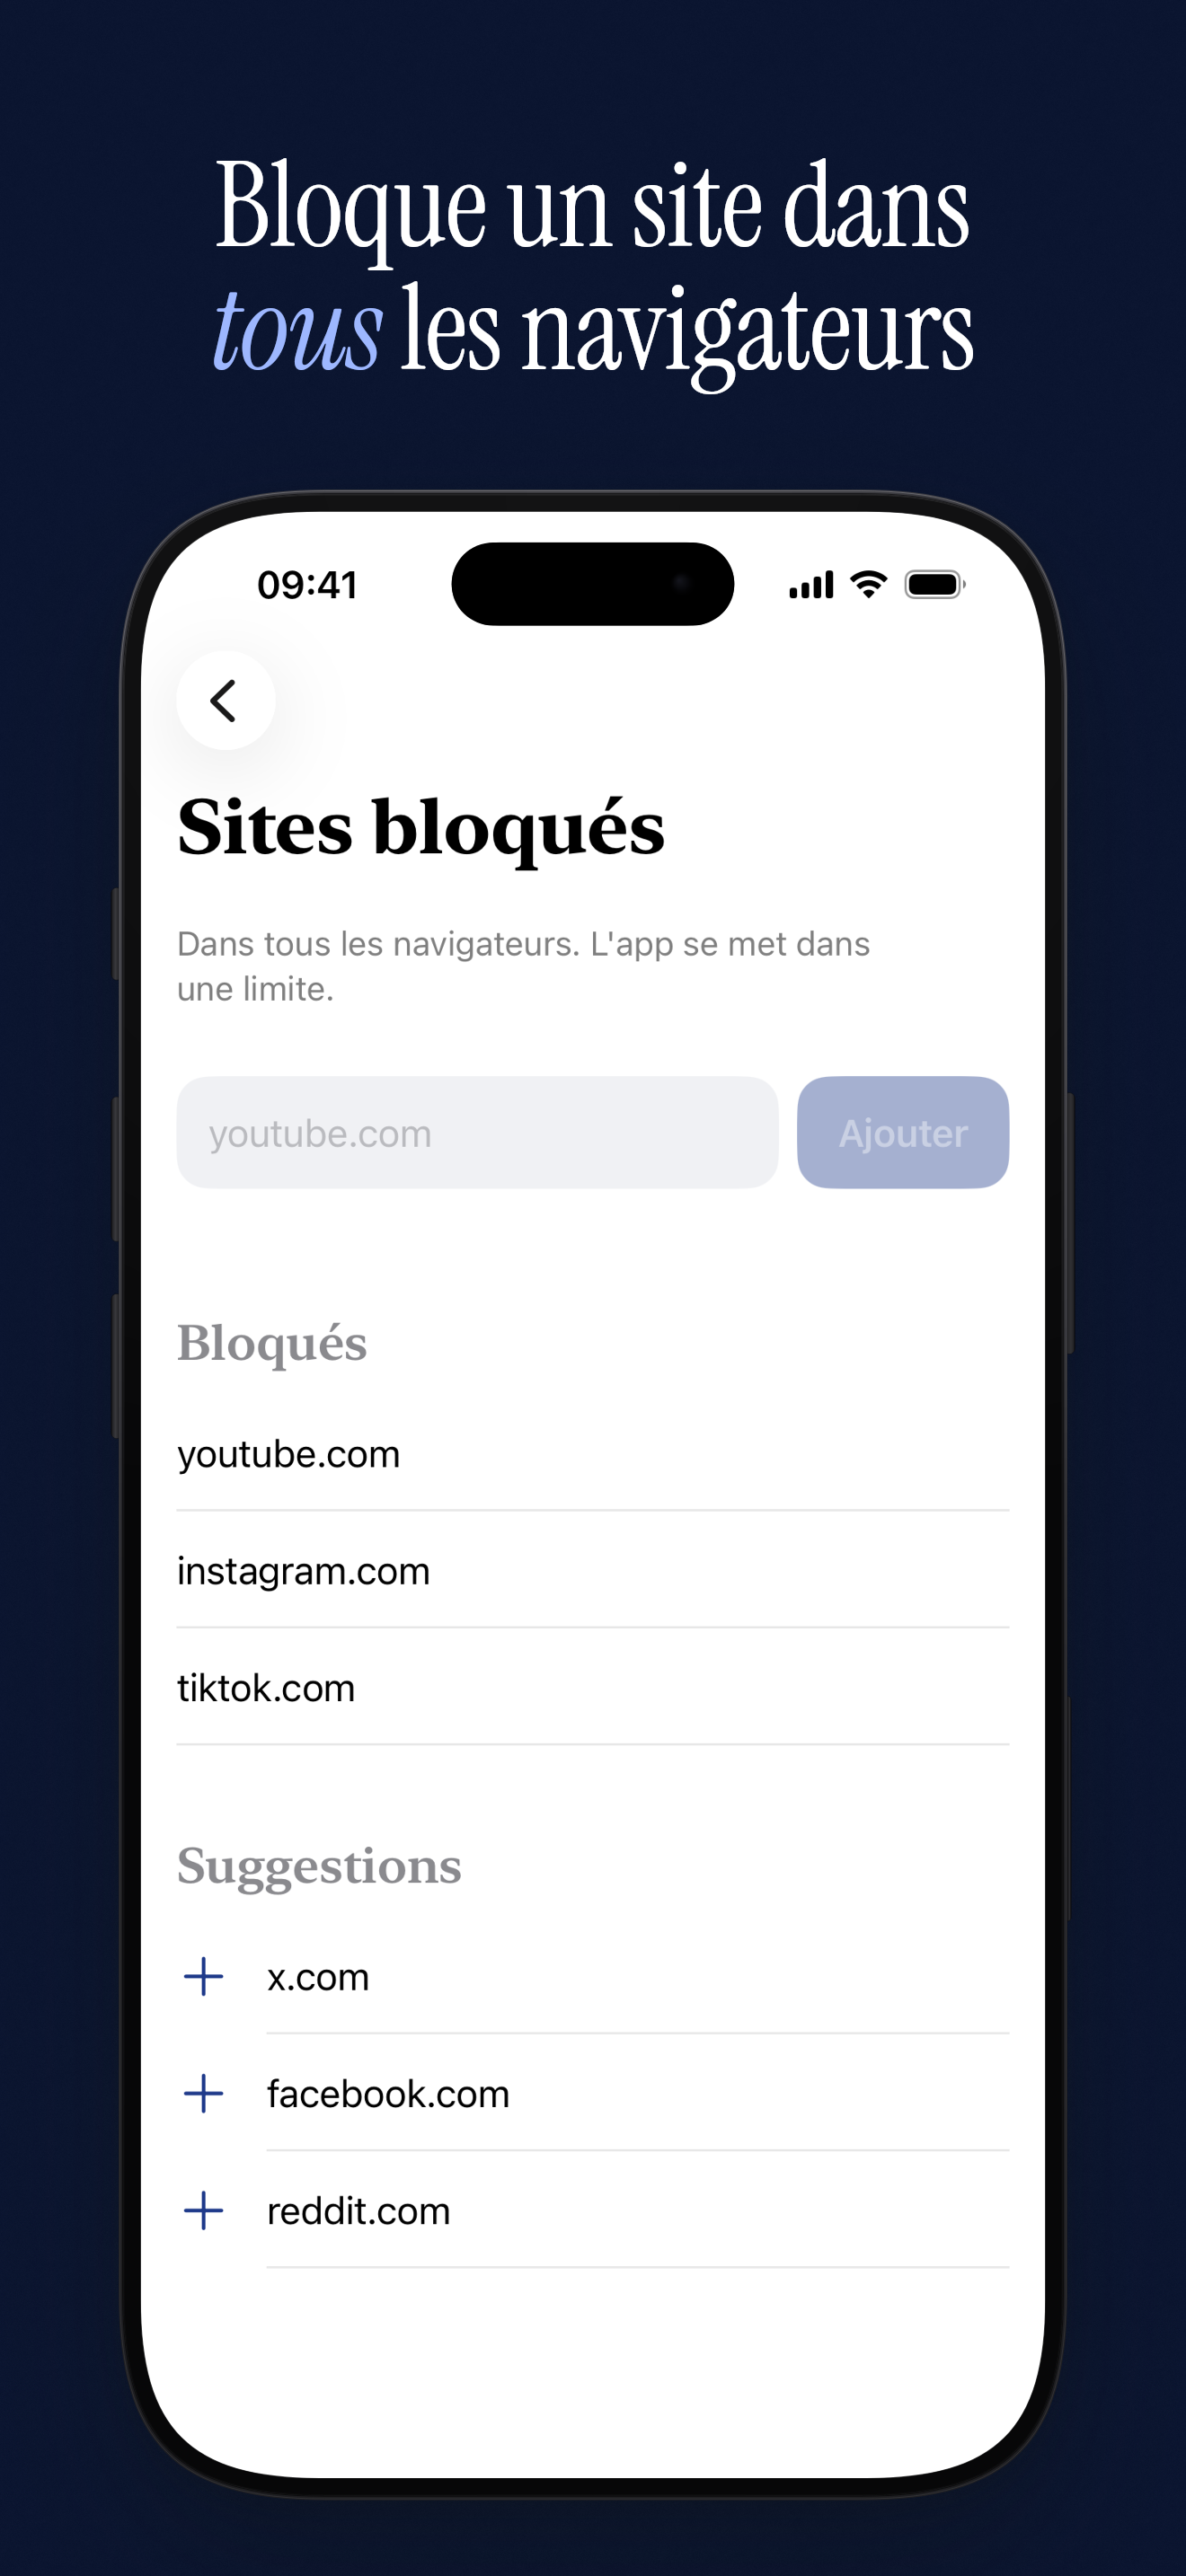 Bloque un site dans
tous les navigateurs
09:41
Sites bloqués
Dans tous les navigateurs. L'app se met dans
une limite.
youtube.com
Ajouter
Bloqués
youtube.com
instagram.com
tiktok.com
Suggestions
x.com
facebook.com
reddit.com